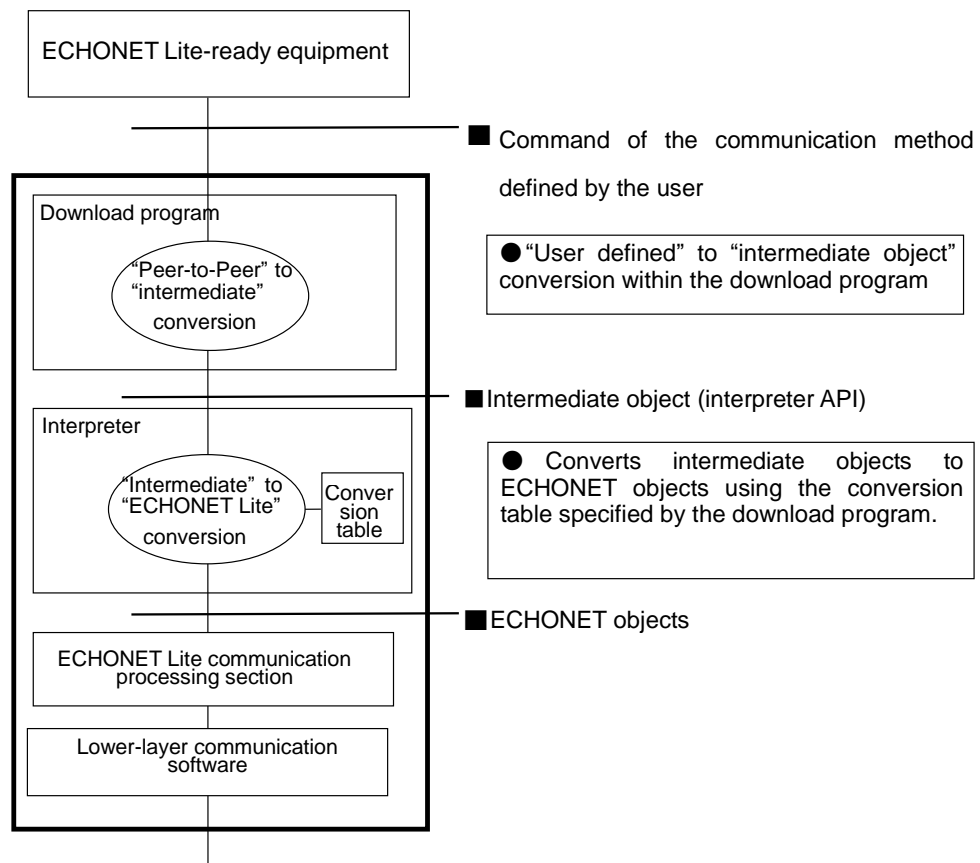 ECHONET Lite-ready equipment
■ Command of the communication method
defined by the user
Download program
“Peer-to-Peer” to
“intermediate”
conversion
●“User defined” to “intermediate object”
conversion within the download program
■Intermediate object (interpreter API)
Interpreter
“Intermediate” to
“ECHONET Lite”
conversion
Conver
sion
table
● Converts intermediate objects to
ECHONET objects using the conversion
table specified by the download program.
■ECHONET objects
ECHONET Lite communication
processing section
Lower-layer communication
software